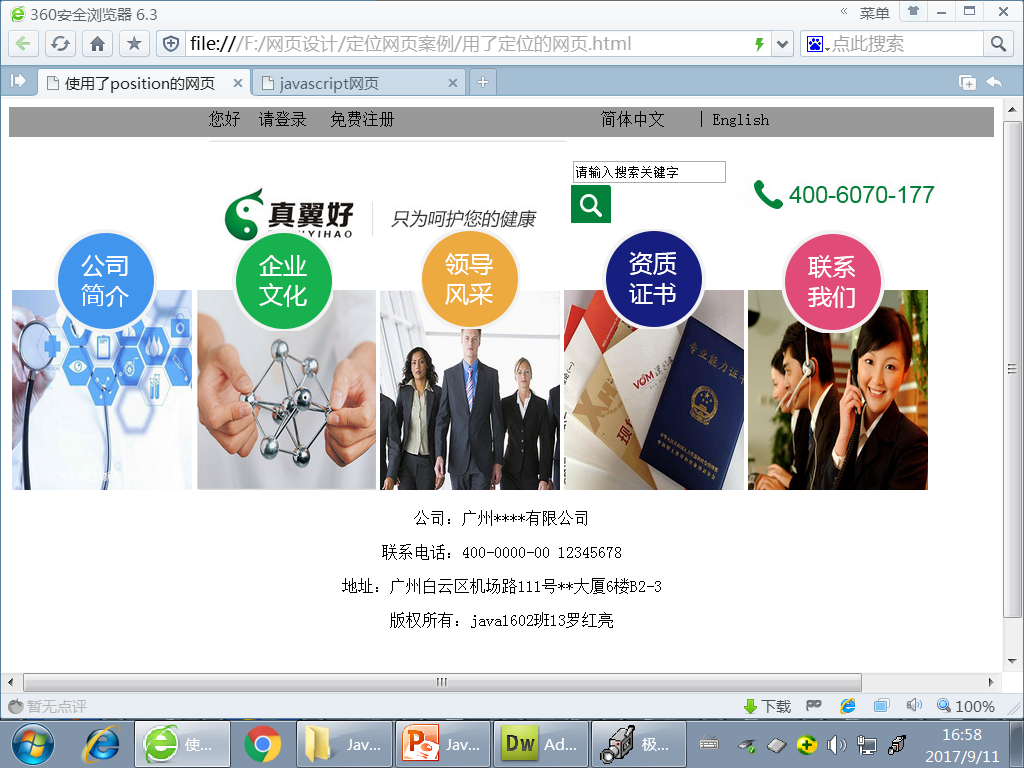 360安全浏览器 6.3
« 菜单
file:///F:/网页设计/定位网页案例/用了定位的网页.html
点此搜索
使用了position的网页 ×
javascript网页 ×
您好 请登录 免费注册 简体中文 | English
请输入搜索关键字
400-6070-177
真翼好 只为呵护您的健康
公司
简介
企业
文化
领导
风采
资质
证书
联系
我们
专业能力证书
VOM
公司：广州****有限公司
联系电话：400-0000-00 12345678
地址：广州白云区机场路111号**大厦6楼B2-3
版权所有：java1602班13罗红亮
暂无点评
下载
100%
使...
Jav...
Jav...
Dw Ad...
极...
16:58
2017/9/11